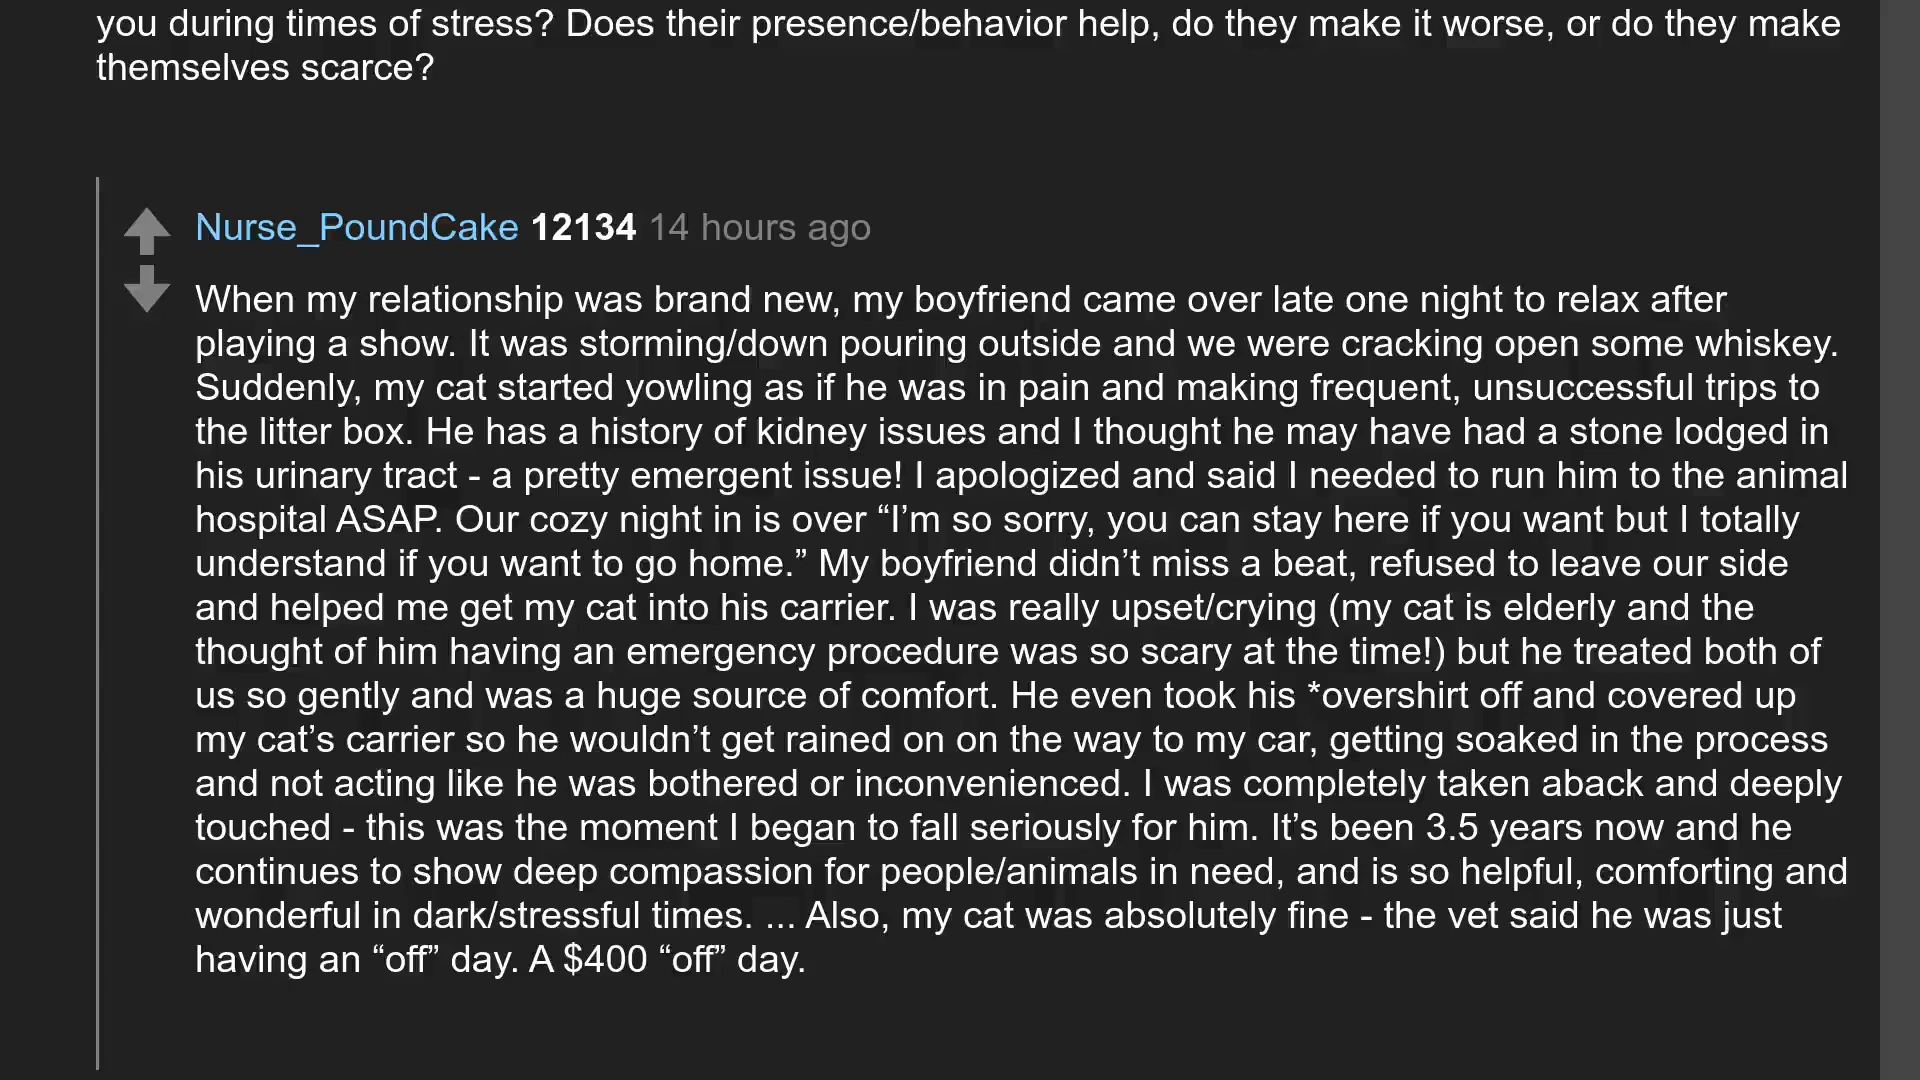 you during times of stress? Does their presence/behavior help, do they make it worse, or do they make
themselves scarce?
Nurse_PoundCake 12134 14 hours ago
When my relationship was brand new, my boyfriend came over late one night to relax after
playing a show. It was storming/down pouring outside and we were cracking open some whiskey.
Suddenly, my cat started yowling as if he was in pain and making frequent, unsuccessful trips to
the litter box. He has a history of kidney issues and I thought he may have had a stone lodged in
his urinary tract - a pretty emergent issue! I apologized and said I needed to run him to the animal
hospital ASAP. Our cozy night in is over “I’m so sorry, you can stay here if you want but I totally
understand if you want to go home.” My boyfriend didn’t miss a beat, refused to leave our side
and helped me get my cat into his carrier. I was really upset/crying (my cat is elderly and the
thought of him having an emergency procedure was so scary at the time!) but he treated both of
us so gently and was a huge source of comfort. He even took his *overshirt off and covered up
my cat’s carrier so he wouldn’t get rained on on the way to my car, getting soaked in the process
and not acting like he was bothered or inconvenienced. I was completely taken aback and deeply
touched - this was the moment I began to fall seriously for him. It’s been 3.5 years now and he
continues to show deep compassion for people/animals in need, and is so helpful, comforting and
wonderful in dark/stressful times. ... Also, my cat was absolutely fine - the vet said he was just
having an “off” day. A $400 “off” day.